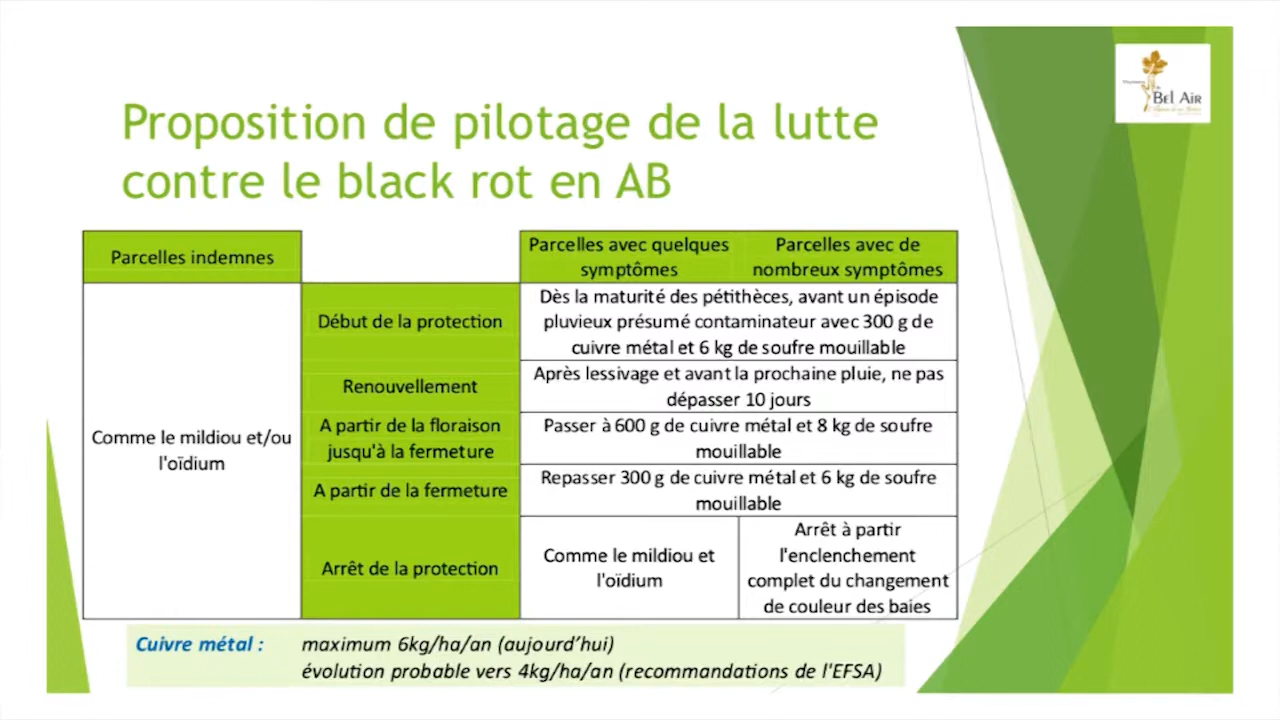 BEL AIR
Proposition de pilotage de la lutte
contre le black rot en AB
Parcelles indemnes
Parcelles avec quelques
symptômes
Parcelles avec de
nombreux symptômes
Comme le mildiou et/ou
l'oïdium
Début de la protection
Dès la maturité des pétithèces, avant un épisode
pluvieux présumé contaminateur avec 300 g de
cuivre métal et 6 kg de soufre mouillable
Renouvellement
Après lessivage et avant la prochaine pluie, ne pas
dépasser 10 jours
A partir de la floraison
jusqu'à la fermeture
Passer à 600 g de cuivre métal et 8 kg de soufre
mouillable
A partir de la fermeture
Repasser 300 g de cuivre métal et 6 kg de soufre
mouillable
Arrêt de la protection
Comme le mildiou et
l'oïdium
Arrêt à partir
l'enclenchement
complet du changement
de couleur des baies
Cuivre métal : maximum 6kg/ha/an (aujourd’hui)
évolution probable vers 4kg/ha/an (recommandations de l'EFSA)